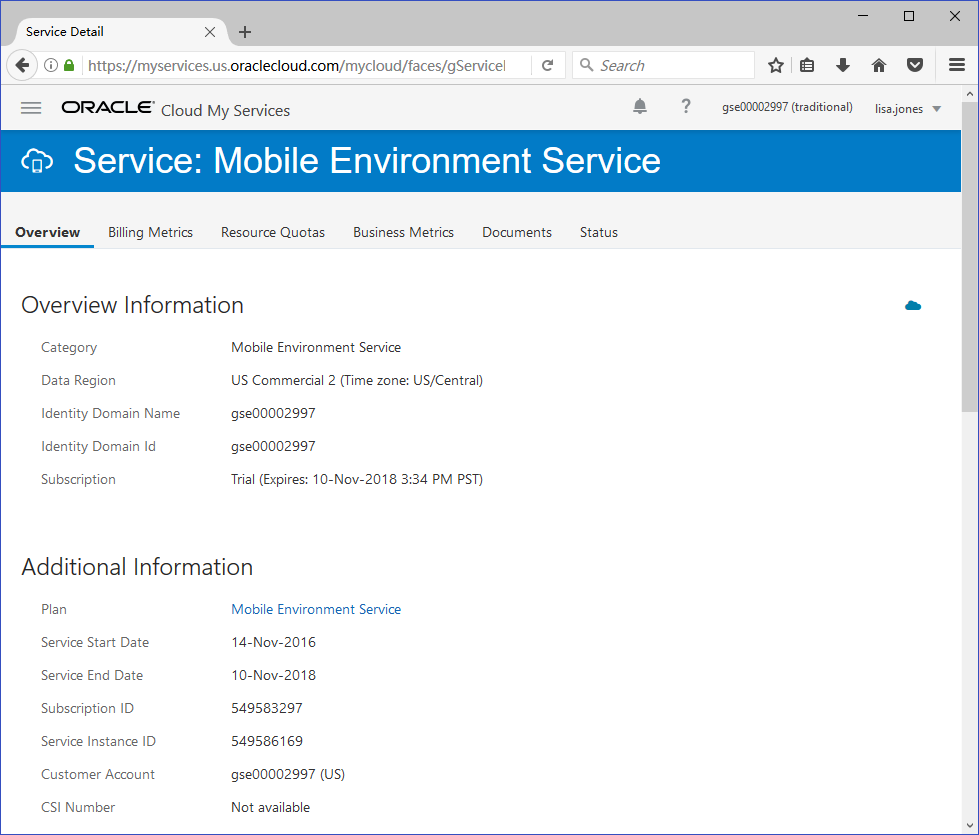 Service Detail
https://myservices.us.oraclecloud.com/mycloud/faces/gServicel
Search
ORACLE Cloud My Services
? gse00002997 (traditional) lisa.jones
Service: Mobile Environment Service
Overview Billing Metrics Resource Quotas Business Metrics Documents Status
Overview Information
Category Mobile Environment Service
Data Region US Commercial 2 (Time zone: US/Central)
Identity Domain Name gse00002997
Identity Domain Id gse00002997
Subscription Trial (Expires: 10-Nov-2018 3:34 PM PST)
Additional Information
Plan Mobile Environment Service
Service Start Date 14-Nov-2016
Service End Date 10-Nov-2018
Subscription ID 549583297
Service Instance ID 549586169
Customer Account gse00002997 (US)
CSI Number Not available